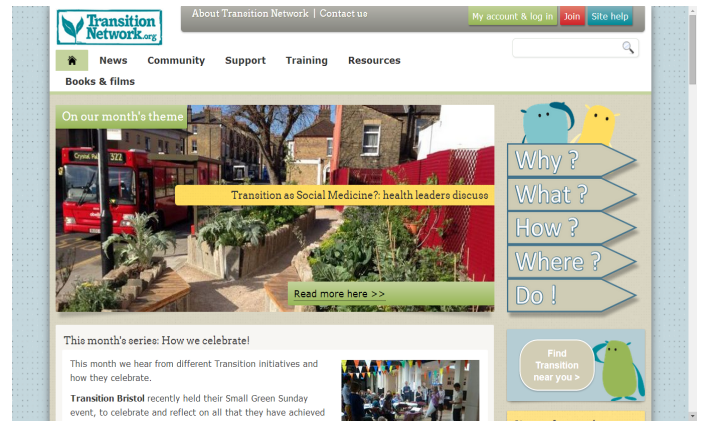 Transition
Network.org
About Transition Network | Contact us
My account & log in
Join
Site help
News
Community
Support
Training
Resources
Books & films
On our month's theme
322
Transition as Social Medicine?: health leaders discuss
Read more here >>
Why ?
What ?
How ?
Where ?
Do !
This month's series: How we celebrate!
This month we hear from different Transition initiatives and
how they celebrate.
Transition Bristol recently held their Small Green Sunday
event, to celebrate and reflect on all that they have achieved
Find
Transition
near you >